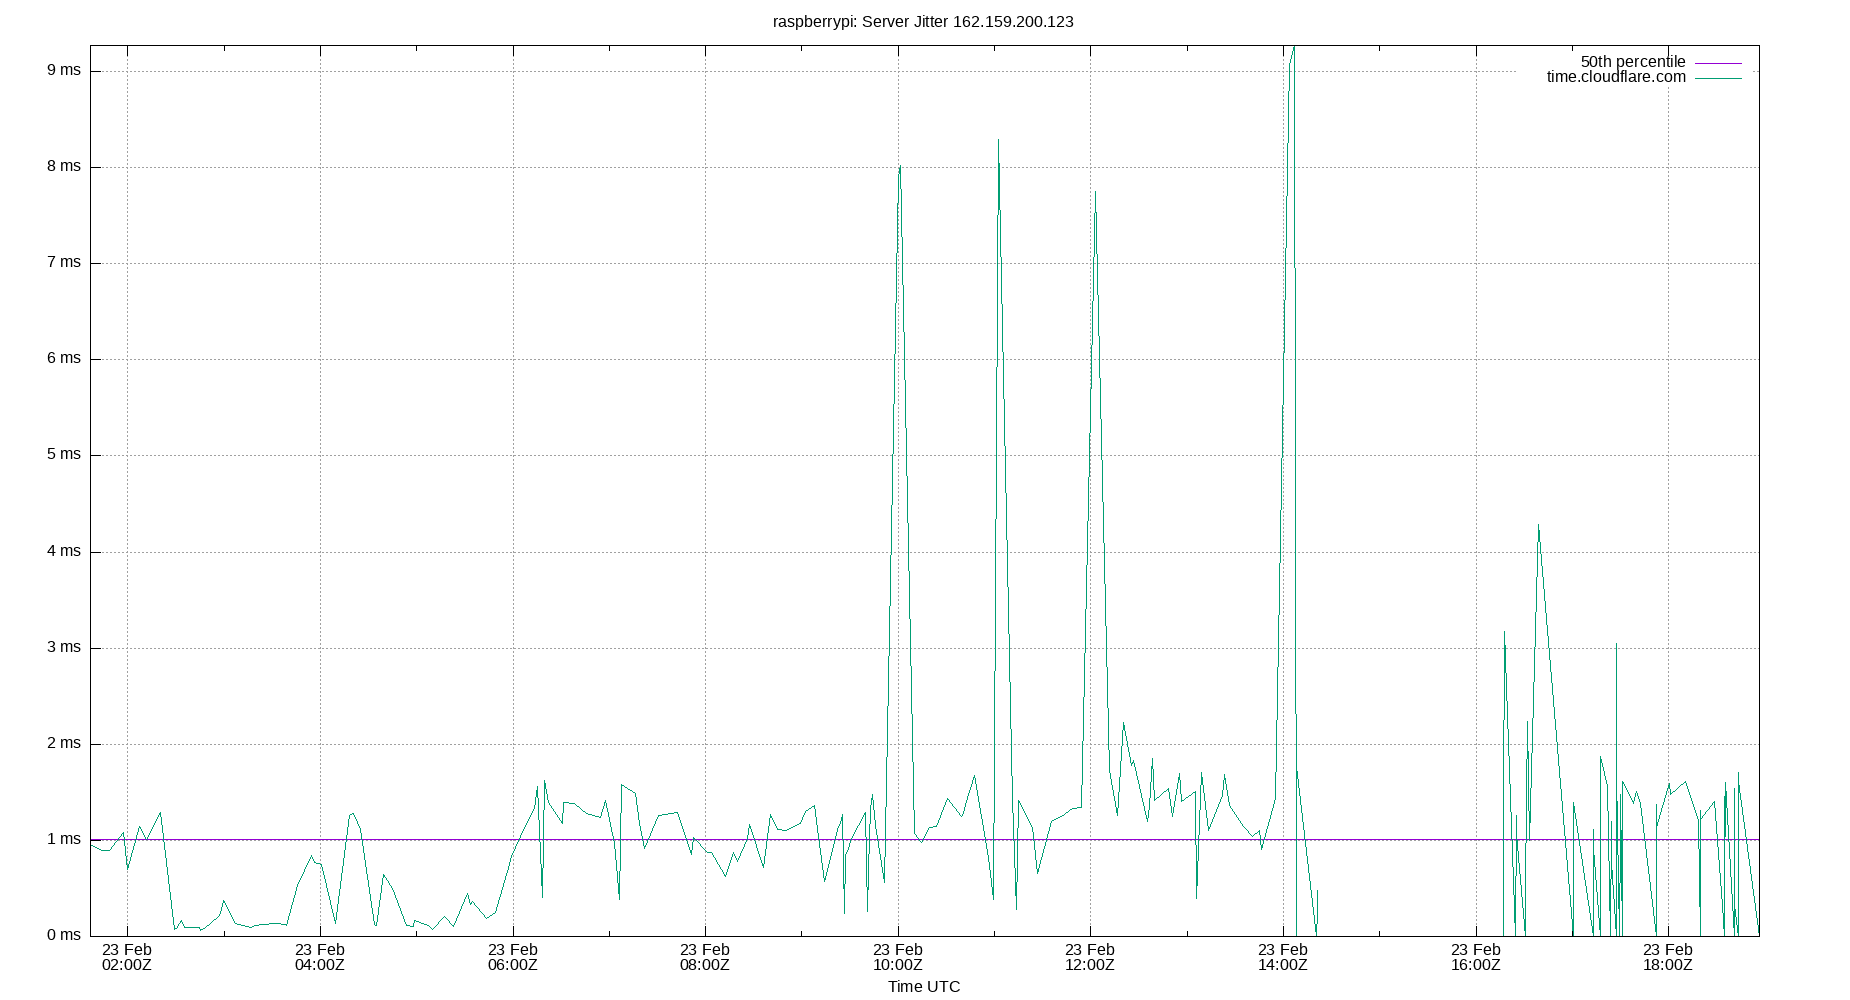 raspberrypi: Server Jitter 162.159.200.123
50th percentile
time.cloudflare.com
9 ms
8 ms
7 ms
6 ms
5 ms
4 ms
3 ms
2 ms
1 ms
0 ms
23 Feb 23 Feb 23 Feb 23 Feb 23 Feb 23 Feb 23 Feb 23 Feb 23 Feb
02:00Z 04:00Z 06:00Z 08:00Z 10:00Z 12:00Z 14:00Z 16:00Z 18:00Z
Time UTC